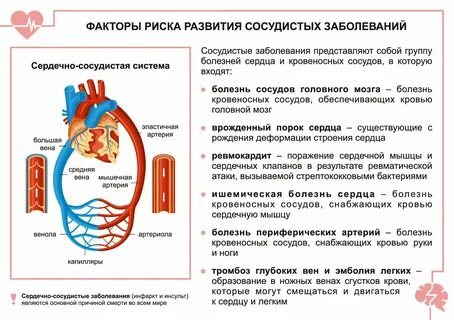 ФАКТОРЫ РИСКА РАЗВИТИЯ СОСУДИСТЫХ ЗАБОЛЕВАНИЙ
Сердечно-сосудистая система
большая
вена
эластичная
артерия
средняя
вена
мышечная
артерия
венола
артериола
капилляры
Сердечно-сосудистые заболевания (инфаркт и инсульт)
являются основной причиной смерти во всем мире
Сосудистые заболевания представляют собой группу
болезней сердца и кровеносных сосудов, в которую
входят:
болезнь сосудов головного мозга – болезнь
кровеносных сосудов, обеспечивающих кровью
головной мозг
врожденный порок сердца – существующие с
рождения деформации строения сердца
ревмокардит – поражение сердечной мышцы и
сердечных клапанов в результате ревматической
атаки, вызываемой стрептококковыми бактериями
ишемическая болезнь сердца – болезнь
кровеносных сосудов, снабжающих кровью
сердечную мышцу
болезнь периферических артерий – болезнь
кровеносных сосудов, снабжающих кровью руки
и ноги
тромбоз глубоких вен и эмболия легких –
образование в ножных венах сгустков крови,
которые могут смещаться и двигаться
к сердцу и легким